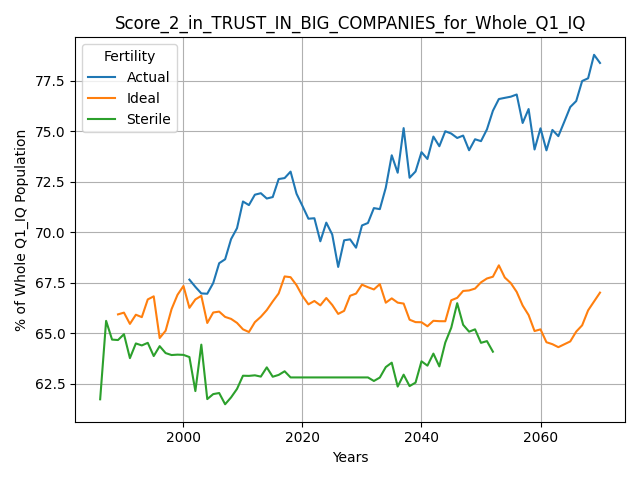 Score_2_in_TRUST_IN_BIG_COMPANIES_for_Whole_Q1_IQ
Fertility
Actual
Ideal
Sterile
% of Whole Q1_IQ Population
77.5
75.0
72.5
70.0
67.5
65.0
62.5
2000
2020
2040
2060
Years